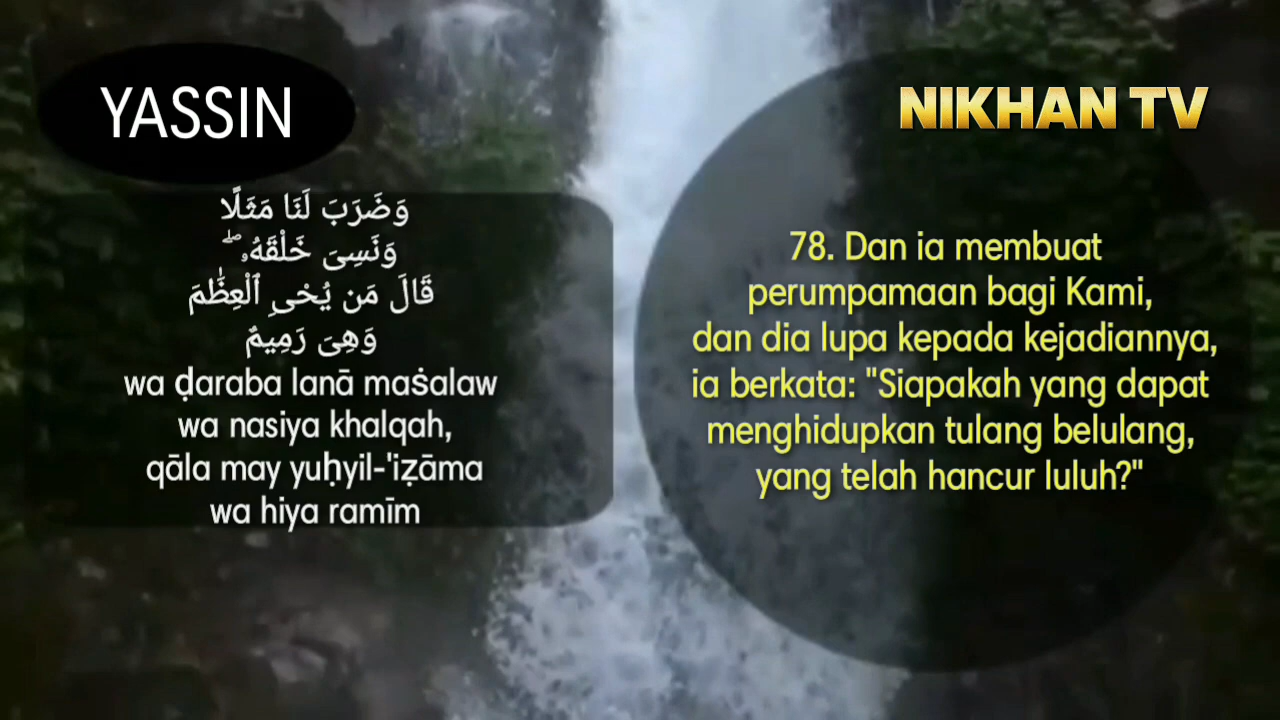 YASSIN
NIKHAN TV
وَضَرَبَ لَنَا مَثَلًا
وَنَسِىَ خَلْقَهُۥ ۖ
قَالَ مَن يُحْىِ ٱلْعِظَٰمَ
وَهِىَ رَمِيمٌ
wa ḍaraba lanā maṡalaw
wa nasiya khalqah,
qāla may yuḥyil-'iẓāma
wa hiya ramīm
78. Dan ia membuat
perumpamaan bagi Kami,
dan dia lupa kepada kejadiannya,
ia berkata: "Siapakah yang dapat
menghidupkan tulang belulang,
yang telah hancur luluh?"